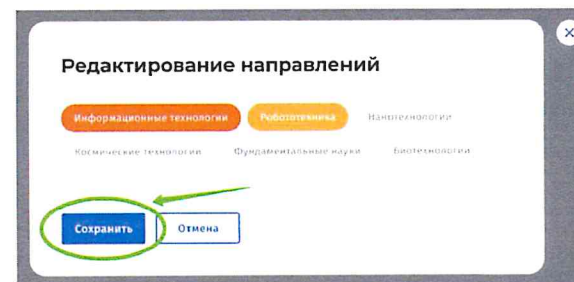 Редактирование направлений
Информационные технологии Робототехника Нанотехнологии
Космические технологии Фундаментальные науки Биотехнологии
Сохранить Отмена